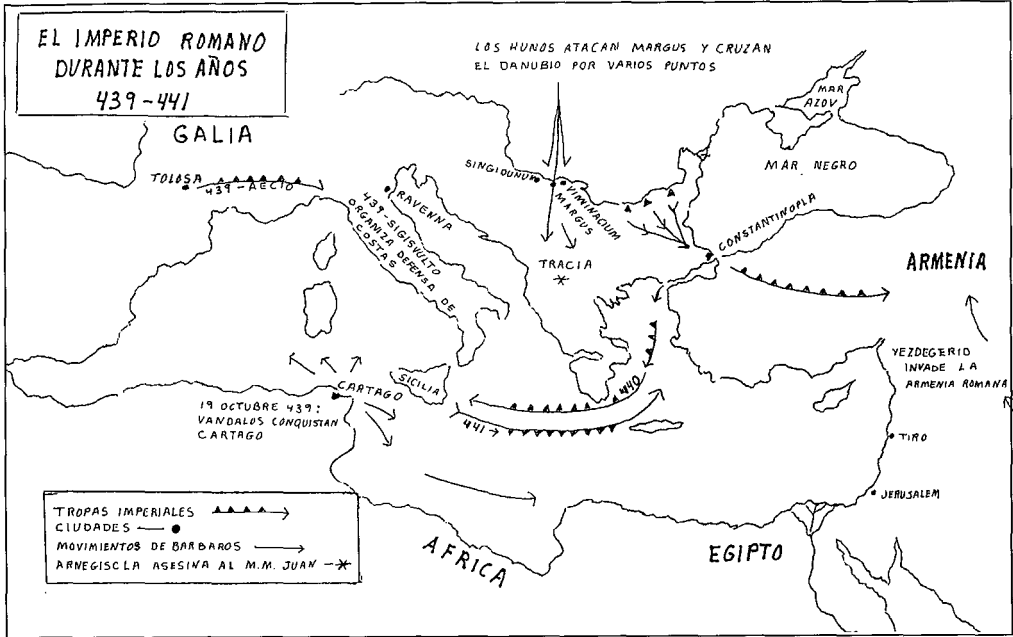 EL IMPERIO ROMANO
DURANTE LOS AÑOS
439-441
LOS HUNOS ATACAN MARGUS Y CRUZAN
EL DANUBIO POR VARIOS PUNTOS
MAR
AZOV
GALIA
MAR NEGRO
TOLOSA
439-AECIO
SINGIDUNUM
VIMINACIUM
MARGUS
RAVENNA
439-SIGISVULTO
ORGANIZA DEFENSA DE
COSTAS
CONSTANTINOPLA
TRACIA
ARMENIA
YEZDEGERID
INVADE LA
ARMENIA ROMANA
SICILIA
CARTAGO
440
441
19 OCTUBRE 439:
VANDALOS CONQUISTAN
CARTAGO
TIRO
JERUSALEM
AFRICA
EGIPTO
TROPAS IMPERIALES
CIUDADES
MOVIMIENTOS DE BARBAROS
ARNEGISCLA ASESINA AL M.M. JUAN